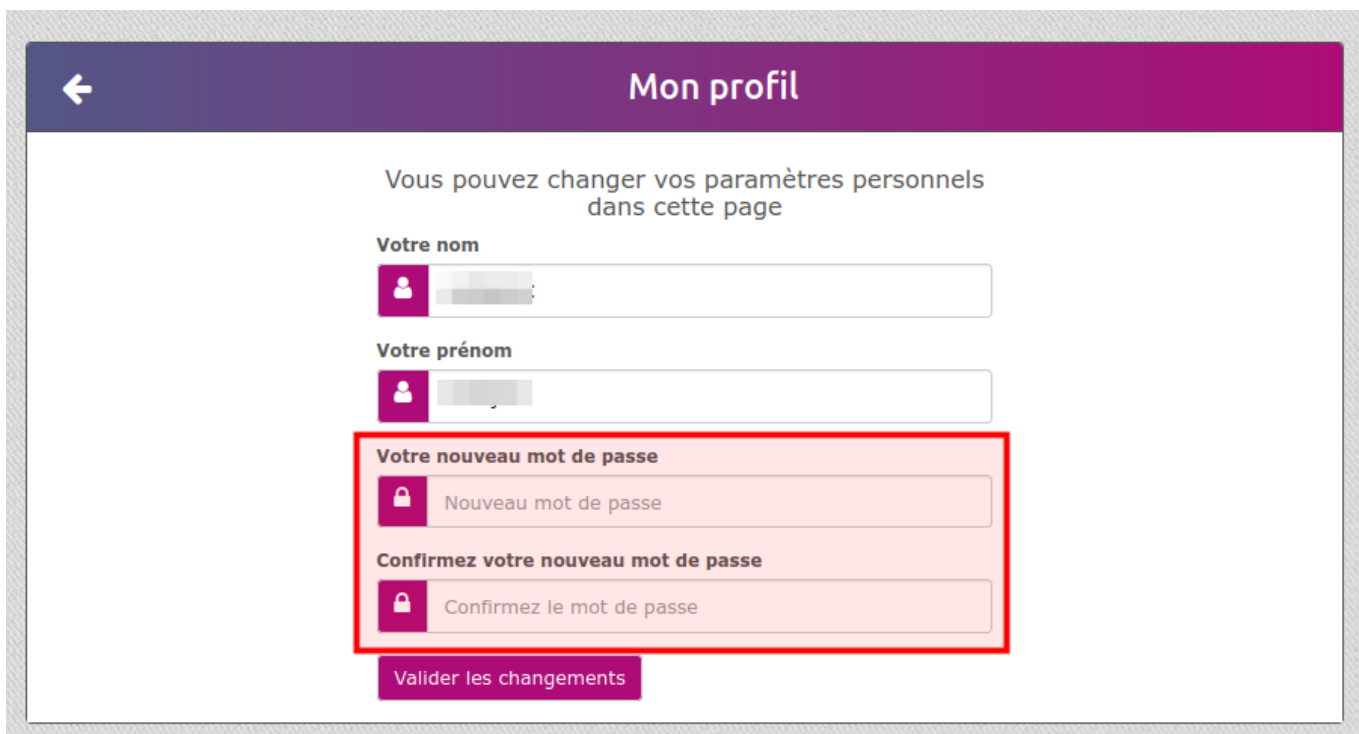 Mon profil
Vous pouvez changer vos paramètres personnels
dans cette page
Votre nom
Votre prénom
Votre nouveau mot de passe
Nouveau mot de passe
Confirmez votre nouveau mot de passe
Confirmez le mot de passe
Valider les changements